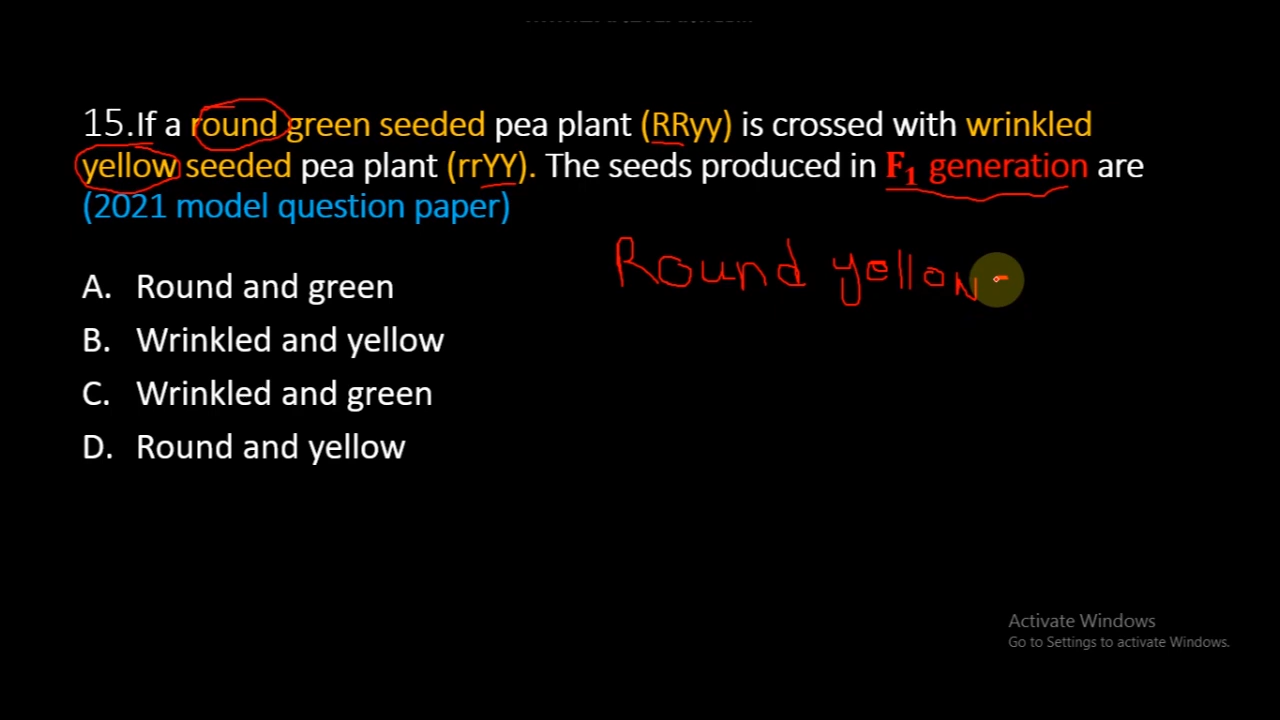 15.If a round green seeded pea plant (RRyy) is crossed with wrinkled
yellow seeded pea plant (rrYY). The seeds produced in F₁ generation are
(2021 model question paper)
Round yellow -
A. Round and green
B. Wrinkled and yellow
C. Wrinkled and green
D. Round and yellow
Activate Windows
Go to Settings to activate Windows.